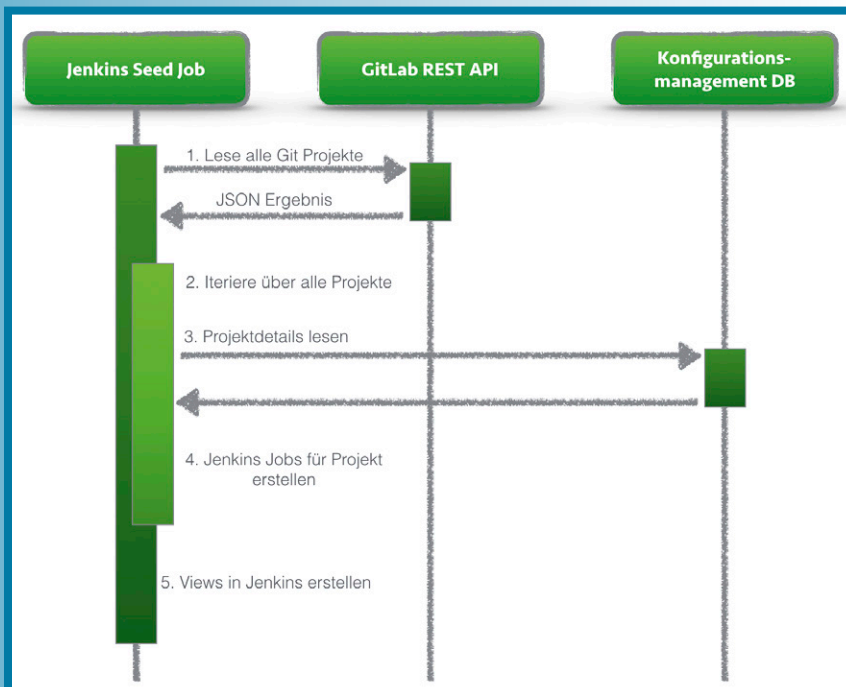 Jenkins Seed Job
GitLab REST API
Konfigurations-
management DB
1. Lese alle Git Projekte
JSON Ergebnis
2. Iteriere über alle Projekte
3. Projektdetails lesen
4. Jenkins Jobs für Projekt
erstellen
5. Views in Jenkins erstellen